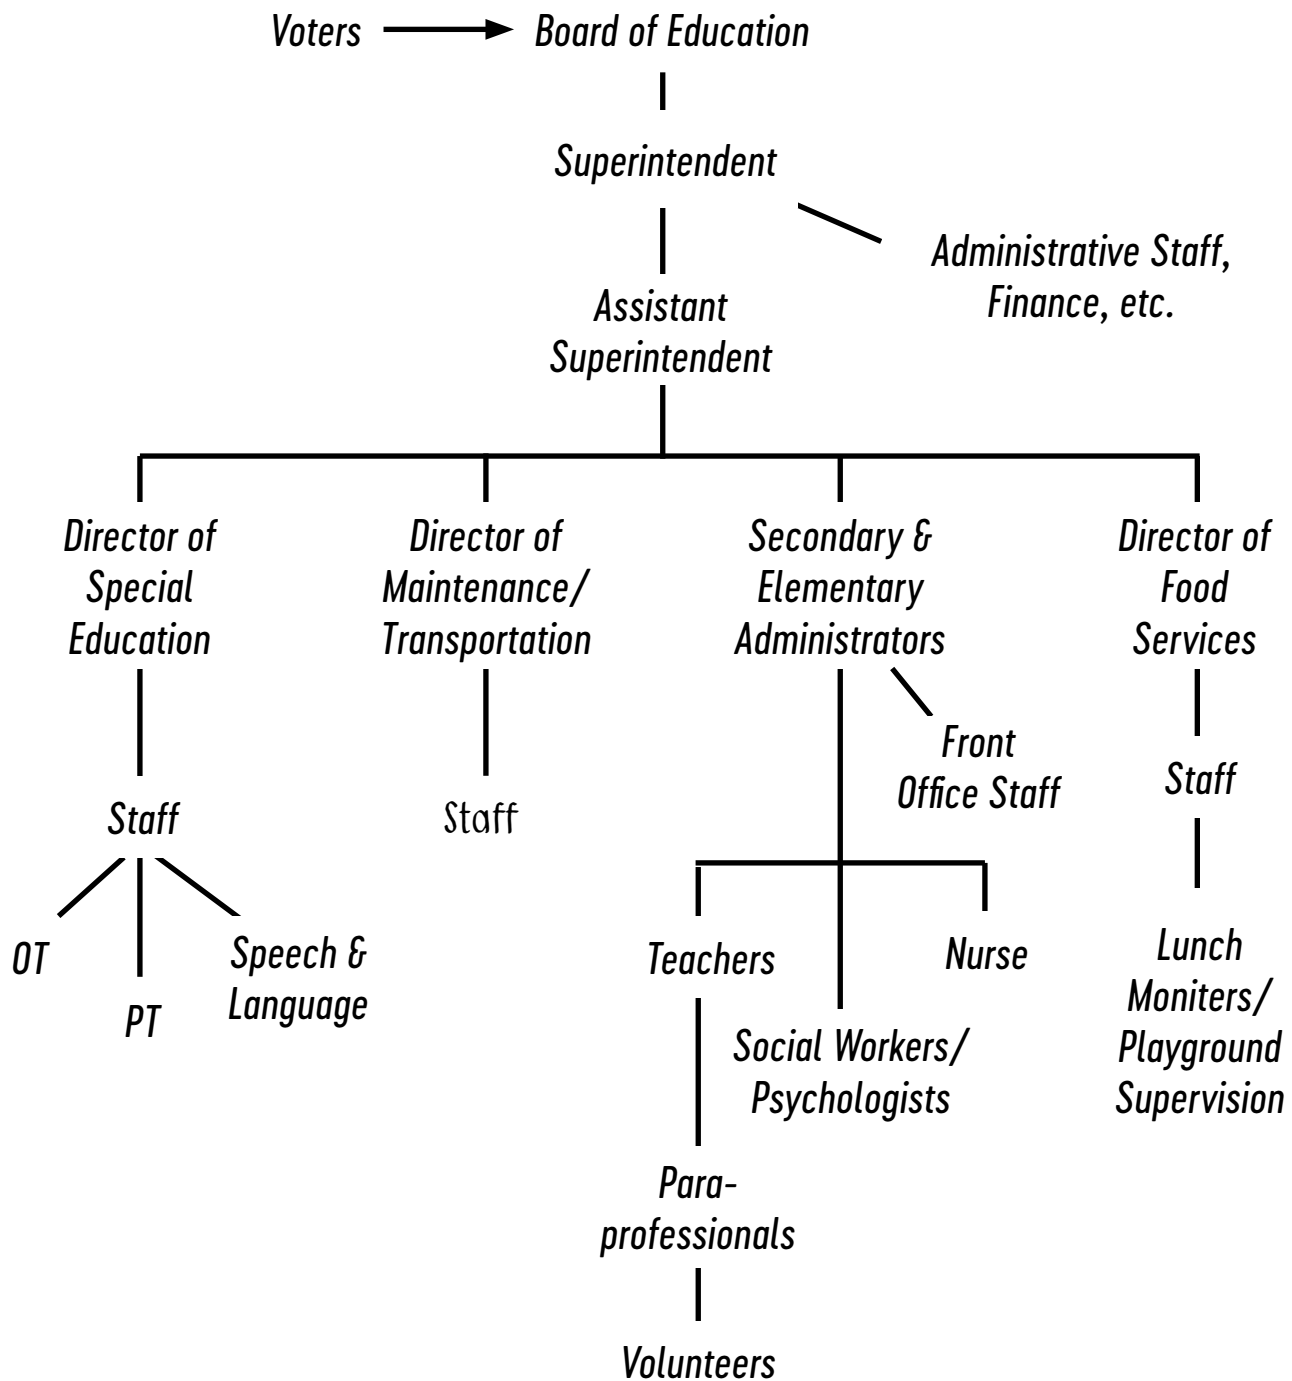 Voters
Board of Education
Superintendent
Administrative Staff,
Finance, etc.
Assistant
Superintendent
Director of
Special
Education
Director of
Maintenance/
Transportation
Secondary &
Elementary
Administrators
Director of
Food
Services
Front
Office Staff
Staff
Staff
Staff
OT
PT
Speech &
Language
Teachers
Nurse
Social Workers/
Psychologists
Lunch
Moniters/
Playground
Supervision
Para-
professionals
Volunteers